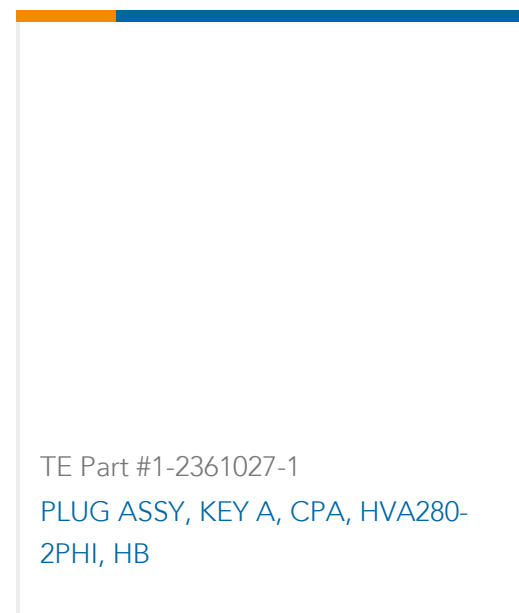 TE Part #1-2361027-1
PLUG ASSY, KEY A, CPA, HVA280-
2PHI, HB